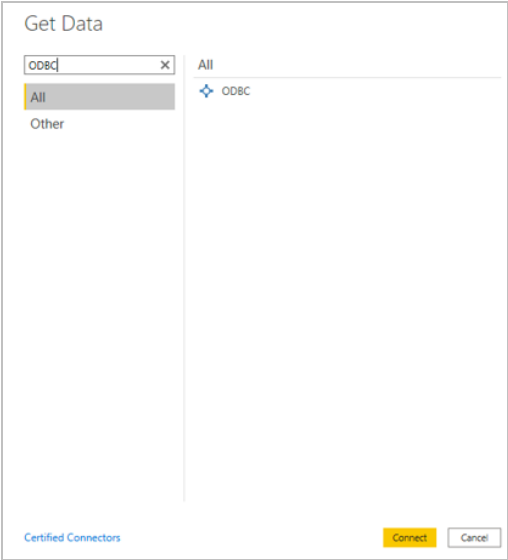 Get Data
ODBC
All
Other
All
ODBC
Certified Connectors
Connect
Cancel